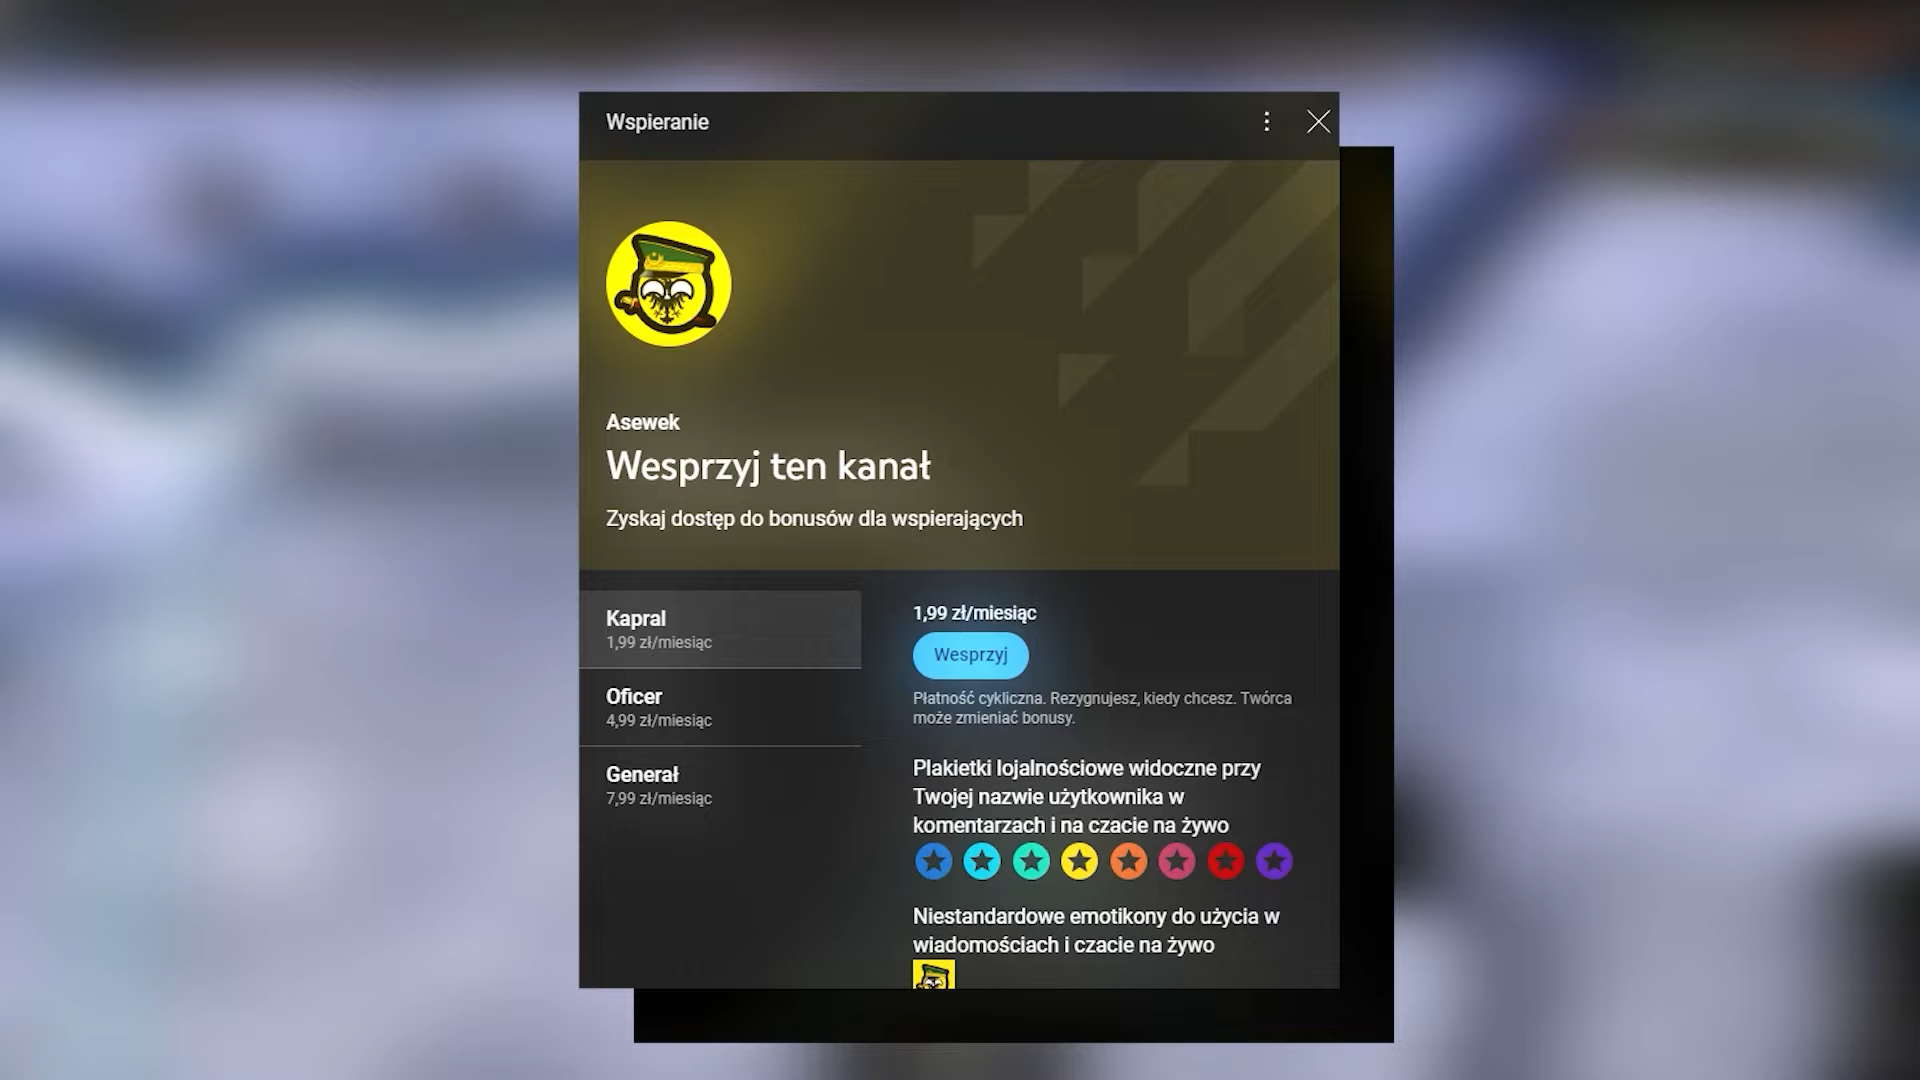 Wspieranie
Asewek
Wesprzyj ten kanał
Zyskaj dostęp do bonusów dla wspierających
Kapral
1,99 zł/miesiąc
Oficer
4,99 zł/miesiąc
Generał
7,99 zł/miesiąc
1,99 zł/miesiąc
Wesprzyj
Płatność cykliczna. Rezygnujesz, kiedy chcesz. Twórca
może zmieniać bonusy.
Plakietki lojalnościowe widoczne przy
Twojej nazwie użytkownika w
komentarzach i na czacie na żywo
Niestandardowe emotikony do użycia w
wiadomościach i czacie na żywo